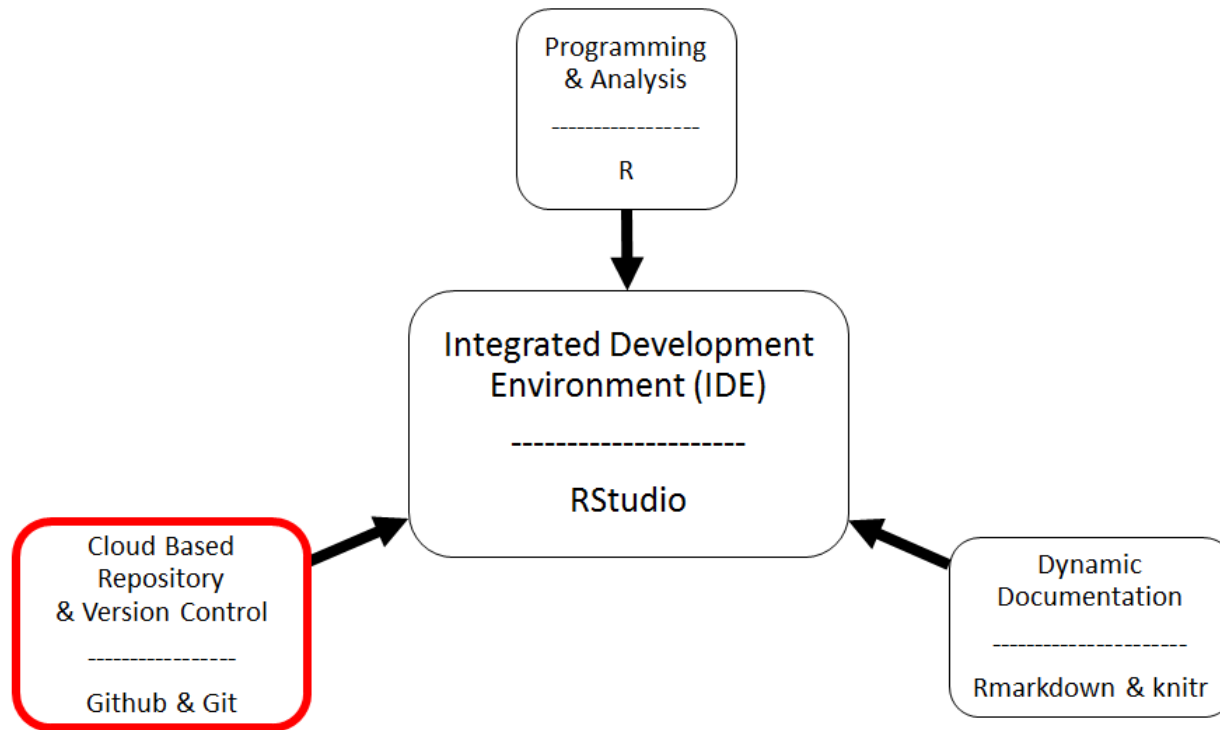 Programming
& Analysis
------------------
R
Integrated Development
Environment (IDE)
----------------------
RStudio
Cloud Based
Repository
& Version Control
------------------
Github & Git
Dynamic
Documentation
-----------------------
Rmarkdown & knitr